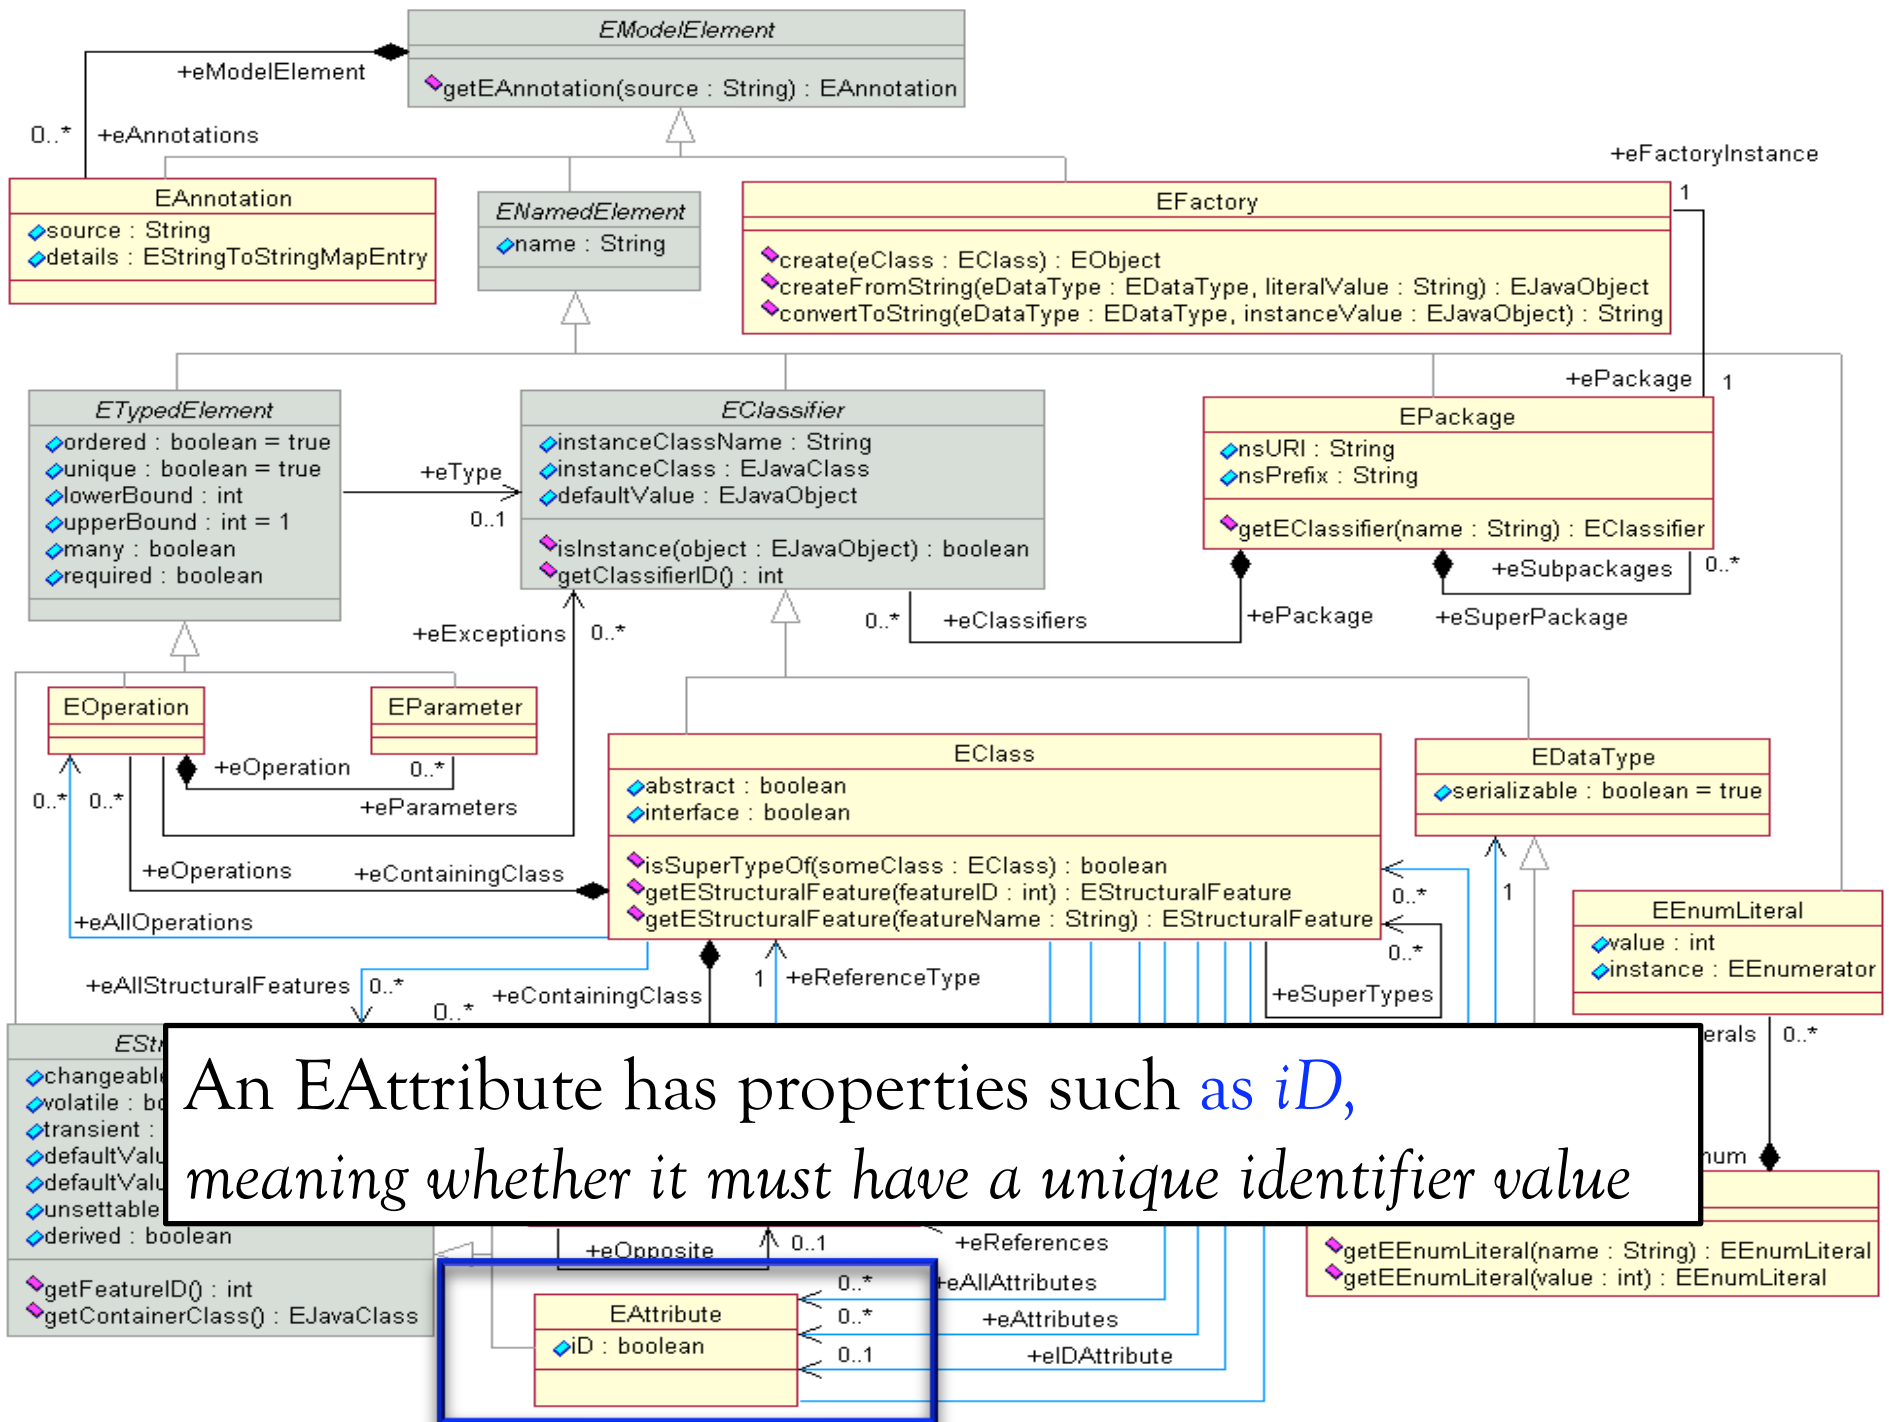 EModelElement
getEAnnotation(source : String) : EAnnotation
+eModelElement
0..*
+eAnnotations
+eFactoryInstance
1
EAnnotation
source : String
details : EStringToStringMapEntry
ENamedElement
name : String
EFactory
create(eClass : EClass) : EObject
createFromString(eDataType : EDataType, literalValue : String) : EJavaObject
convertToString(eDataType : EDataType, instanceValue : EJavaObject) : String
+ePackage
1
ETypedElement
ordered : boolean = true
unique : boolean = true
lowerBound : int
upperBound : int = 1
many : boolean
required : boolean
+eType
0..1
EClassifier
instanceClassName : String
instanceClass : EJavaClass
defaultValue : EJavaObject
isInstance(object : EJavaObject) : boolean
getClassifierID() : int
EPackage
nsURI : String
nsPrefix : String
getEClassifier(name : String) : EClassifier
+eSubpackages
0..*
+eSuperPackage
+ePackage
0..*
+eClassifiers
+eExceptions
0..*
EOperation
EParameter
+eOperation
0..*
+eParameters
0..*
0..*
+eOperations
+eContainingClass
+eAllOperations
EClass
abstract : boolean
interface : boolean
isSuperTypeOf(someClass : EClass) : boolean
getEStructuralFeature(featureID : int) : EStructuralFeature
getEStructuralFeature(featureName : String) : EStructuralFeature
EDataType
serializable : boolean = true
0..*
1
0..*
+eSuperTypes
EEnumLiteral
value : int
instance : EEnumerator
+eAllStructuralFeatures
0..*
0..*
+eContainingClass
1
+eReferenceType
erals
0..*
EStr
changeable
volatile : bo
transient :
defaultValu
defaultValu
unsettable
derived : boolean
getFeatureID() : int
getContainerClass() : EJavaClass
An EAttribute has properties such as iD,
meaning whether it must have a unique identifier value
num
getEEnumLiteral(name : String) : EEnumLiteral
getEEnumLiteral(value : int) : EEnumLiteral
+eOpposite
0..1
+eReferences
0..*
+eAllAttributes
0..*
+eAttributes
0..1
+eIDAttribute
EAttribute
iD : boolean